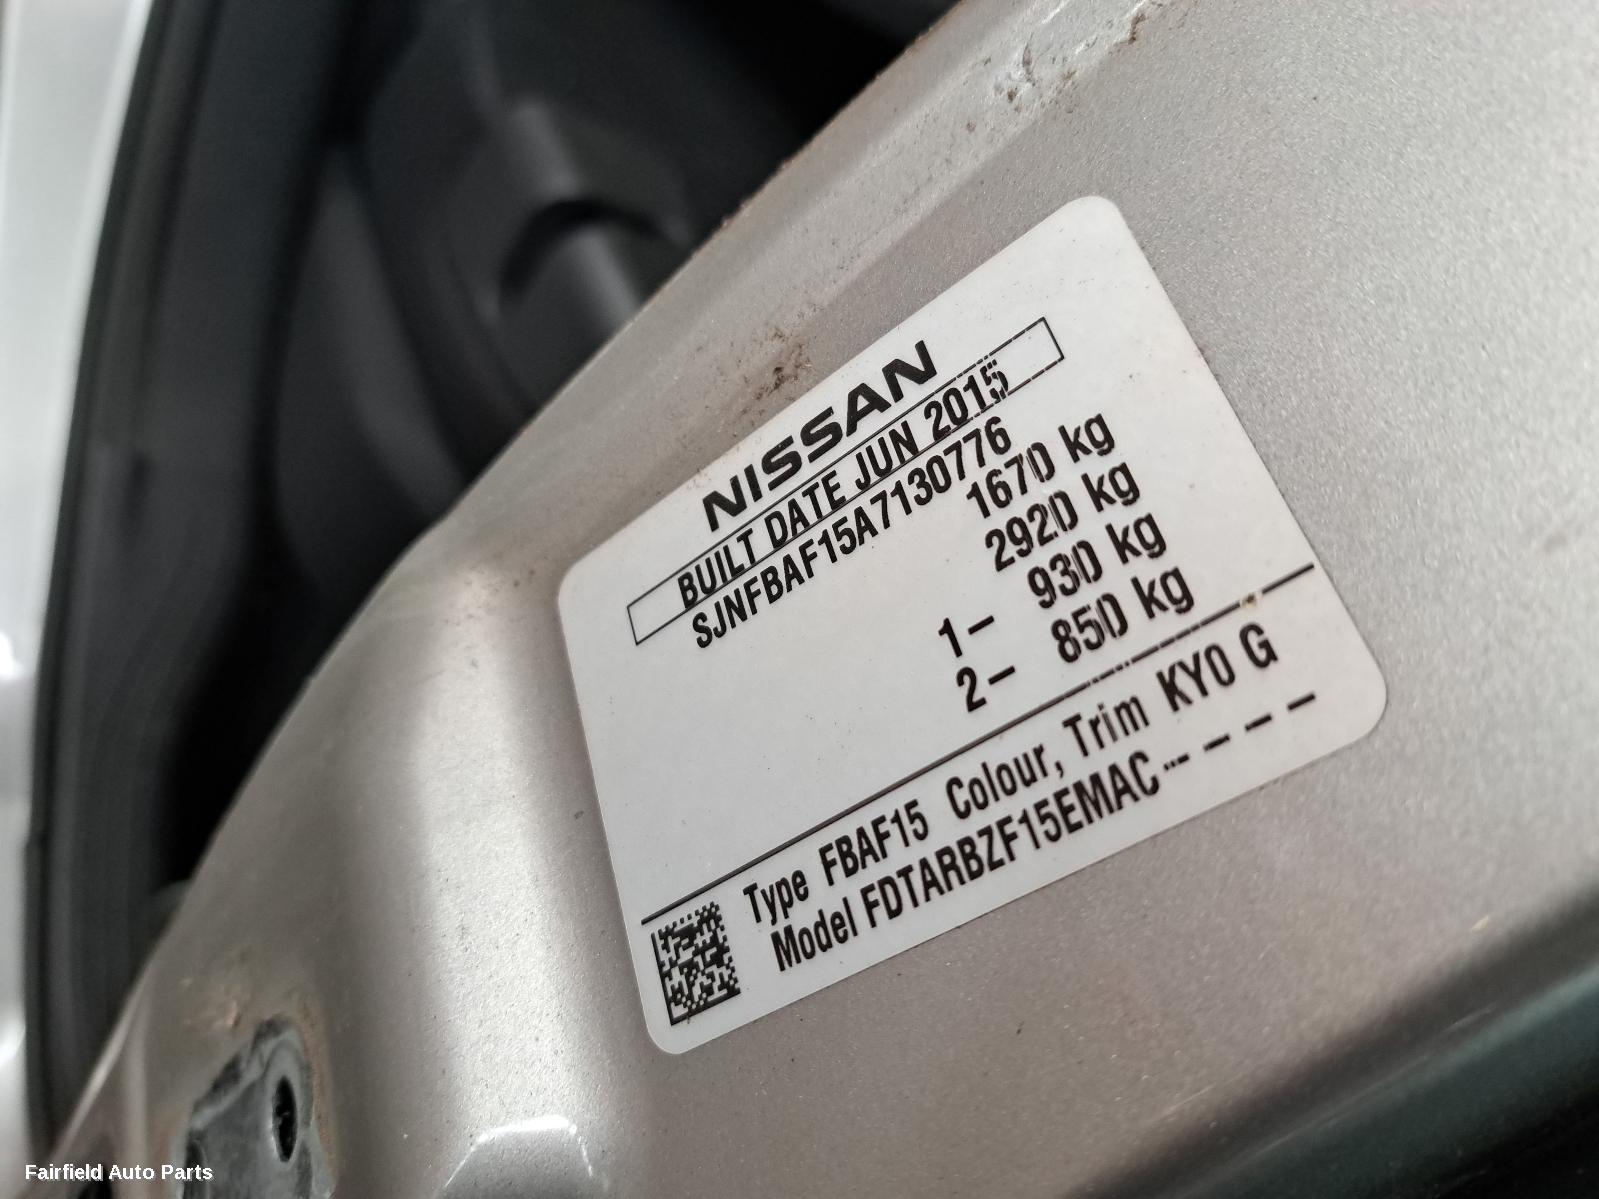 NISSAN
BUILT DATE JUN 2015
SJNFBAF15A7130776
1670 kg
2920 kg
1- 930 kg
2- 850 kg
Type FBAF15 Colour, Trim KY0 G
Model FDTARBZF15EMAC-----
Fairfield Auto Parts